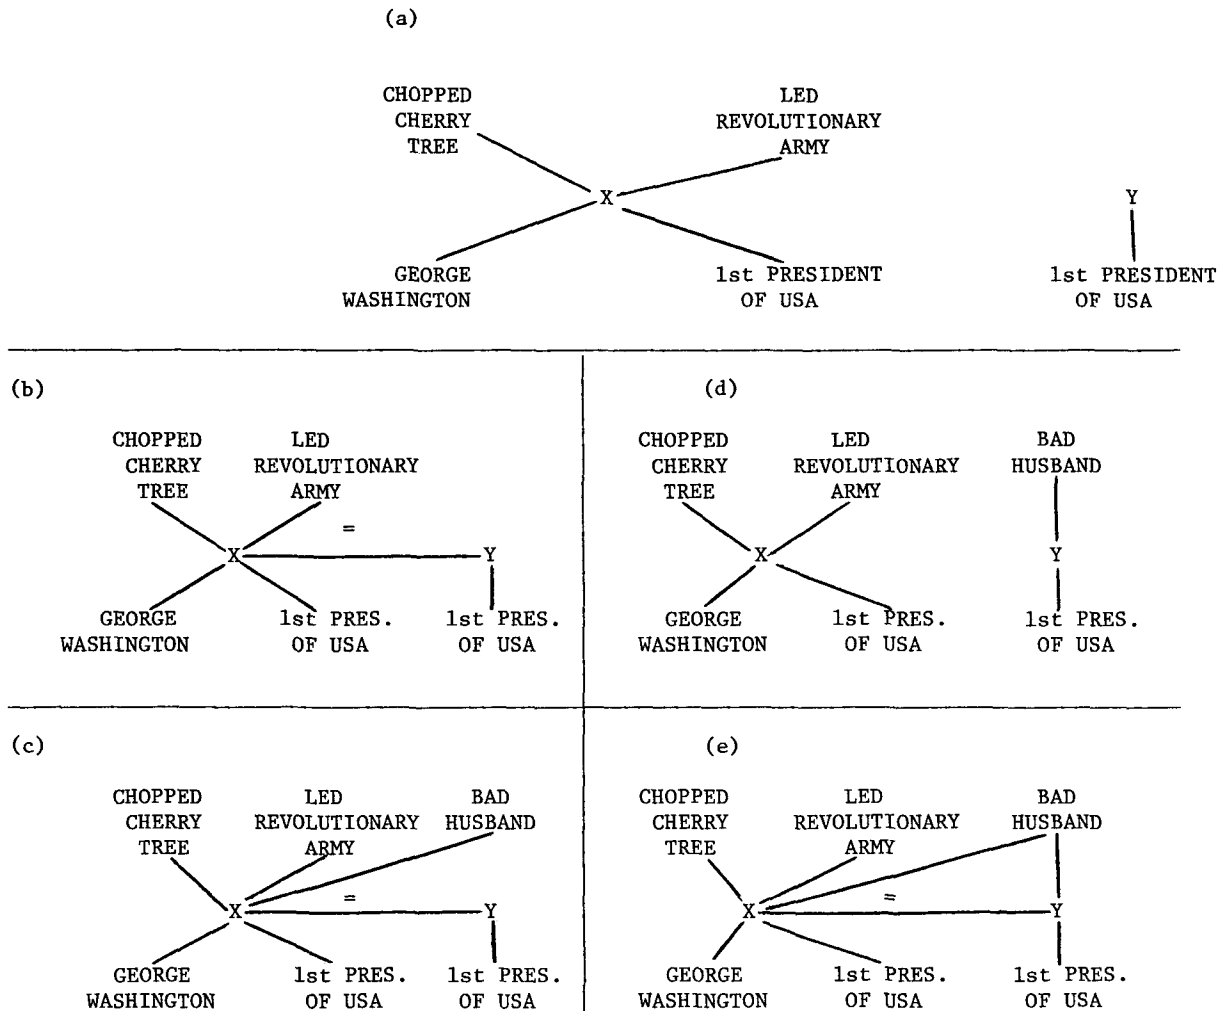 (a)
CHOPPED LED
CHERRY REVOLUTIONARY
TREE ARMY
X Y
GEORGE 1st PRESIDENT 1st PRESIDENT
WASHINGTON OF USA OF USA
(b)
CHOPPED LED
CHERRY REVOLUTIONARY
TREE ARMY
=
X Y
GEORGE 1st PRES. 1st PRES.
WASHINGTON OF USA OF USA
(d)
CHOPPED LED BAD
CHERRY REVOLUTIONARY HUSBAND
TREE ARMY
X Y
GEORGE 1st PRES. 1st PRES.
WASHINGTON OF USA OF USA
(c)
CHOPPED LED BAD
CHERRY REVOLUTIONARY HUSBAND
TREE ARMY
=
X Y
GEORGE 1st PRES. 1st PRES.
WASHINGTON OF USA OF USA
(e)
CHOPPED LED BAD
CHERRY REVOLUTIONARY HUSBAND
TREE ARMY
=
X Y
GEORGE 1st PRES. 1st PRES.
WASHINGTON OF USA OF USA